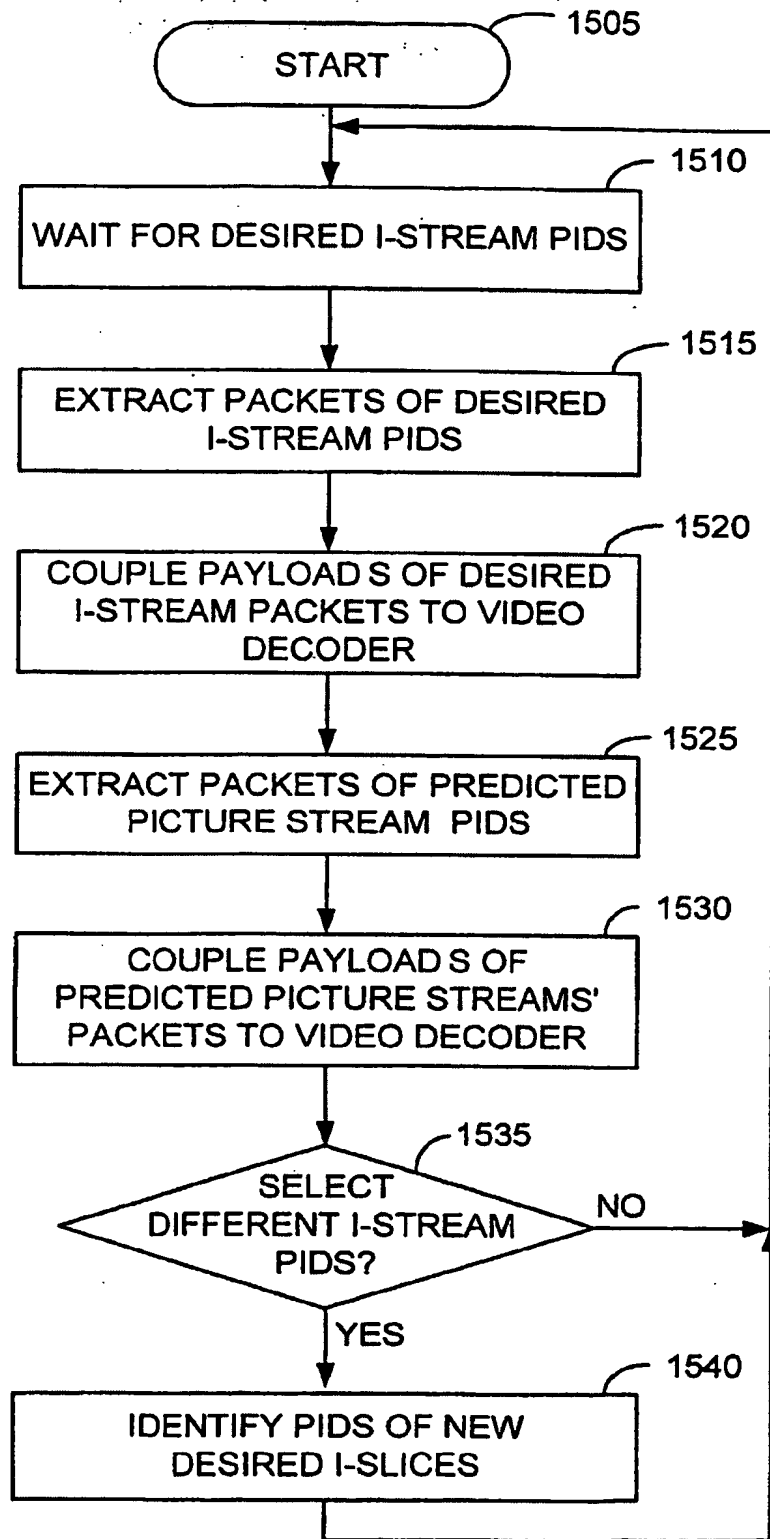 1505
START
1510
WAIT FOR DESIRED I-STREAM PIDS
1515
EXTRACT PACKETS OF DESIRED
I-STREAM PIDS
1520
COUPLE PAYLOADS OF DESIRED
I-STREAM PACKETS TO VIDEO
DECODER
1525
EXTRACT PACKETS OF PREDICTED
PICTURE STREAM PIDS
1530
COUPLE PAYLOADS OF
PREDICTED PICTURE STREAMS'
PACKETS TO VIDEO DECODER
1535
SELECT
DIFFERENT I-STREAM
PIDS?
NO
YES
1540
IDENTIFY PIDS OF NEW
DESIRED I-SLICES